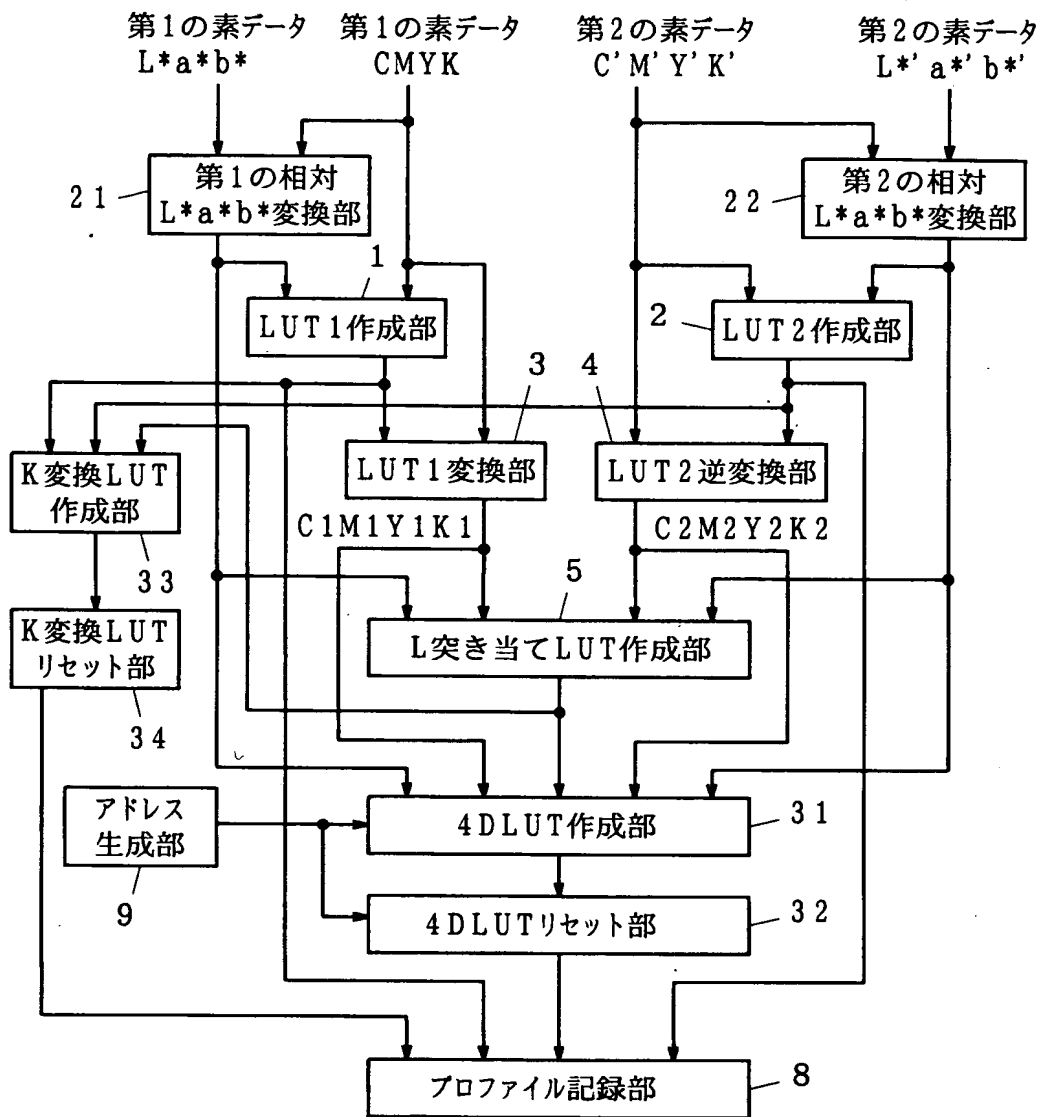 第1の素データ
L*a*b*
第1の素データ
CMYK
第2の素データ
C'M'Y'K'
第2の素データ
L*'a*'b*'
21
第1の相対
L*a*b*変換部
22
第2の相対
L*a*b*変換部
1
LUT1作成部
2
LUT2作成部
3
LUT1変換部
4
LUT2逆変換部
K変換LUT
作成部
33
C1M1Y1K1
C2M2Y2K2
5
L突き当てLUT作成部
K変換LUT
リセット部
34
アドレス
生成部
9
4DLUT作成部
31
4DLUTリセット部
32
プロファイル記録部
8